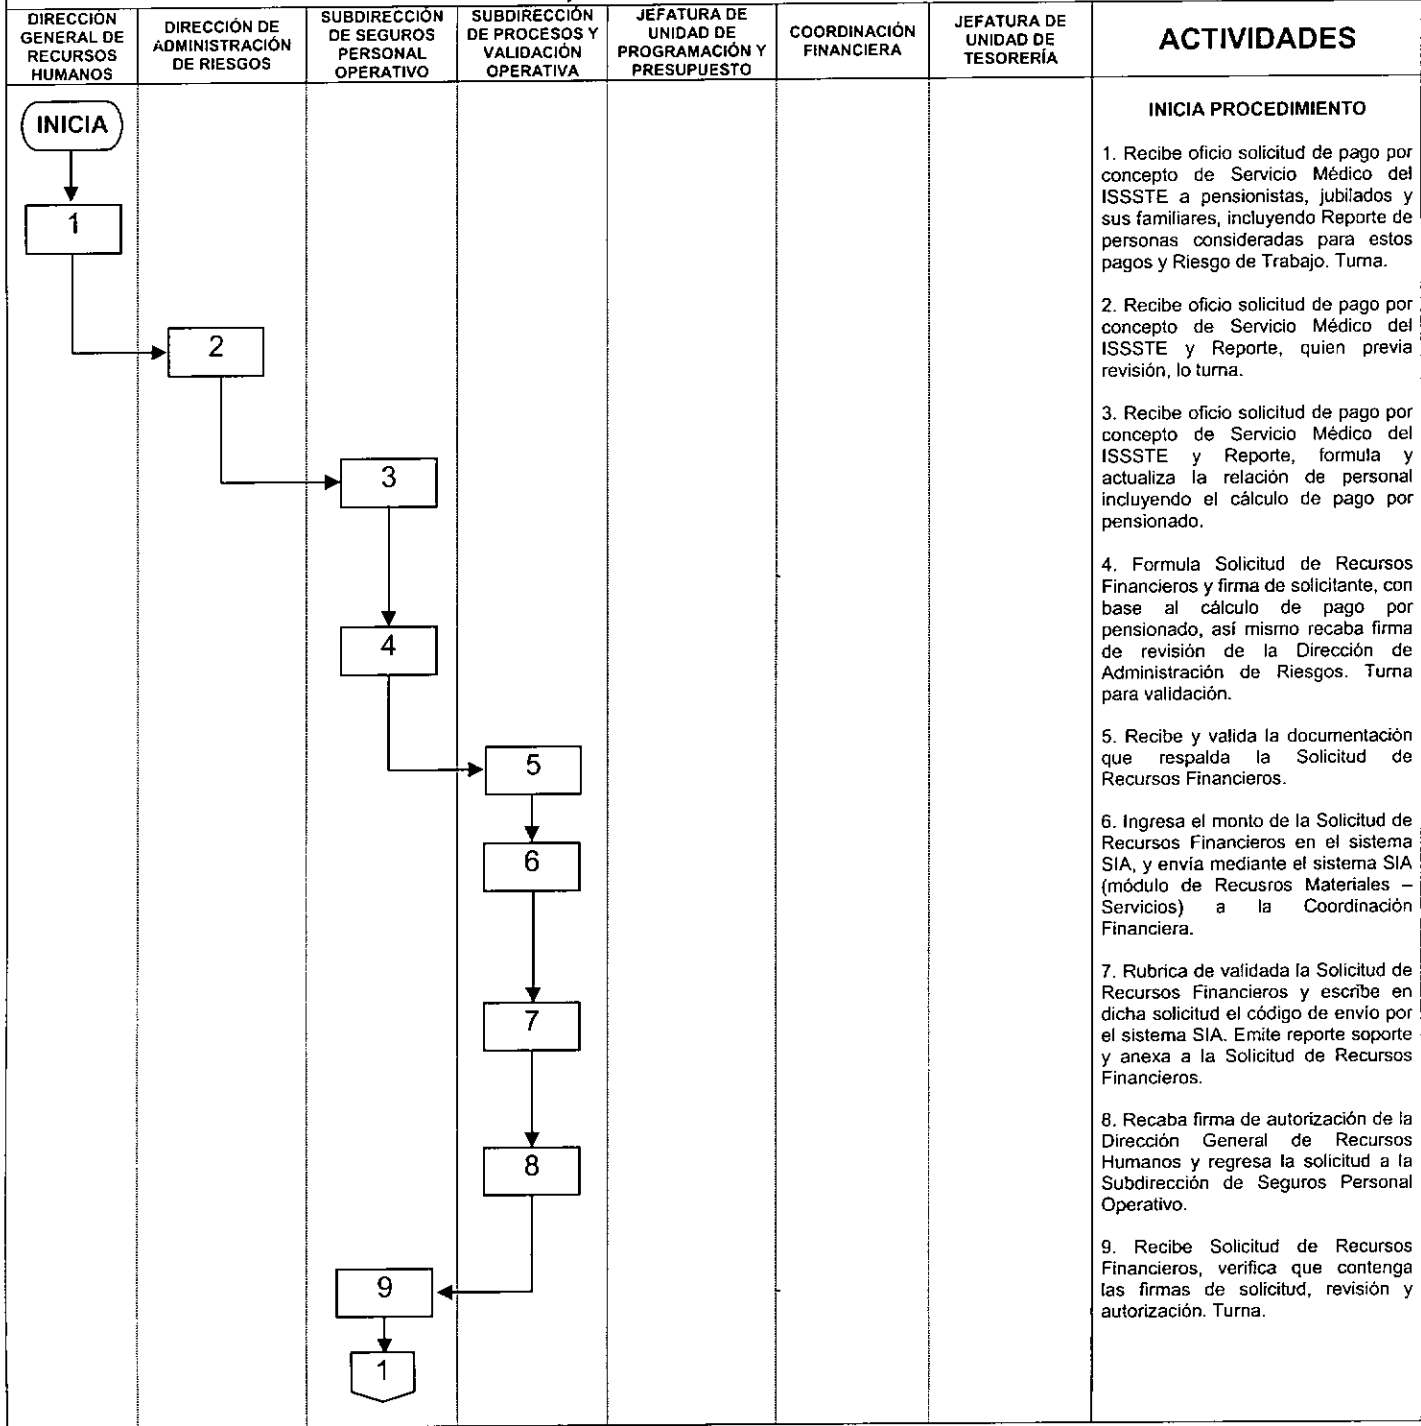 DIRECCIÓN
GENERAL DE
RECURSOS
HUMANOS
DIRECCIÓN DE
ADMINISTRACIÓN
DE RIESGOS
SUBDIRECCIÓN
DE SEGUROS
PERSONAL
OPERATIVO
SUBDIRECCIÓN
DE PROCESOS Y
VALIDACIÓN
OPERATIVA
JEFATURA DE
UNIDAD DE
PROGRAMACIÓN Y
PRESUPUESTO
COORDINACIÓN
FINANCIERA
JEFATURA DE
UNIDAD DE
TESORERÍA
ACTIVIDADES
INICIA
1
2
3
4
5
6
7
8
9
1
INICIA PROCEDIMIENTO
1. Recibe oficio solicitud de pago por
concepto de Servicio Médico del
ISSSTE a pensionistas, jubilados y
sus familiares, incluyendo Reporte de
personas consideradas para estos
pagos y Riesgo de Trabajo. Turna.
2. Recibe oficio solicitud de pago por
concepto de Servicio Médico del
ISSSTE y Reporte, quien previa
revisión, lo turna.
3. Recibe oficio solicitud de pago por
concepto de Servicio Médico del
ISSSTE y Reporte, formula y
actualiza la relación de personal
incluyendo el cálculo de pago por
pensionado.
4. Formula Solicitud de Recursos
Financieros y firma de solicitante, con
base al cálculo de pago por
pensionado, así mismo recaba firma
de revisión de la Dirección de
Administración de Riesgos. Turna
para validación.
5. Recibe y valida la documentación
que respalda la Solicitud de
Recursos Financieros.
6. Ingresa el monto de la Solicitud de
Recursos Financieros en el sistema
SIA, y envía mediante el sistema SIA
(módulo de Recusros Materiales –
Servicios) a la Coordinación
Financiera.
7. Rubrica de validada la Solicitud de
Recursos Financieros y escribe en
dicha solicitud el código de envío por
el sistema SIA. Emite reporte soporte
y anexa a la Solicitud de Recursos
Financieros.
8. Recaba firma de autorización de la
Dirección General de Recursos
Humanos y regresa la solicitud a la
Subdirección de Seguros Personal
Operativo.
9. Recibe Solicitud de Recursos
Financieros, verifica que contenga
las firmas de solicitud, revisión y
autorización. Turna.